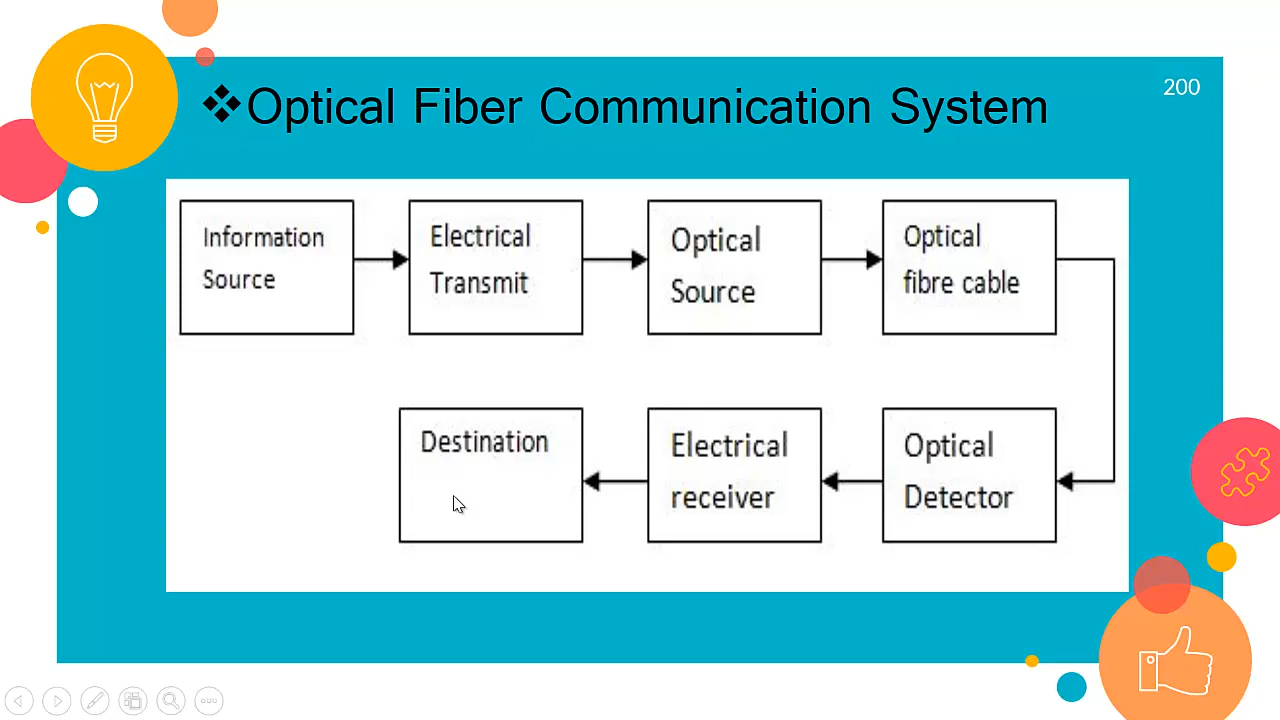 ❖Optical Fiber Communication System
200
Information
Source
Electrical
Transmit
Optical
Source
Optical
fibre cable
Destination
Electrical
receiver
Optical
Detector